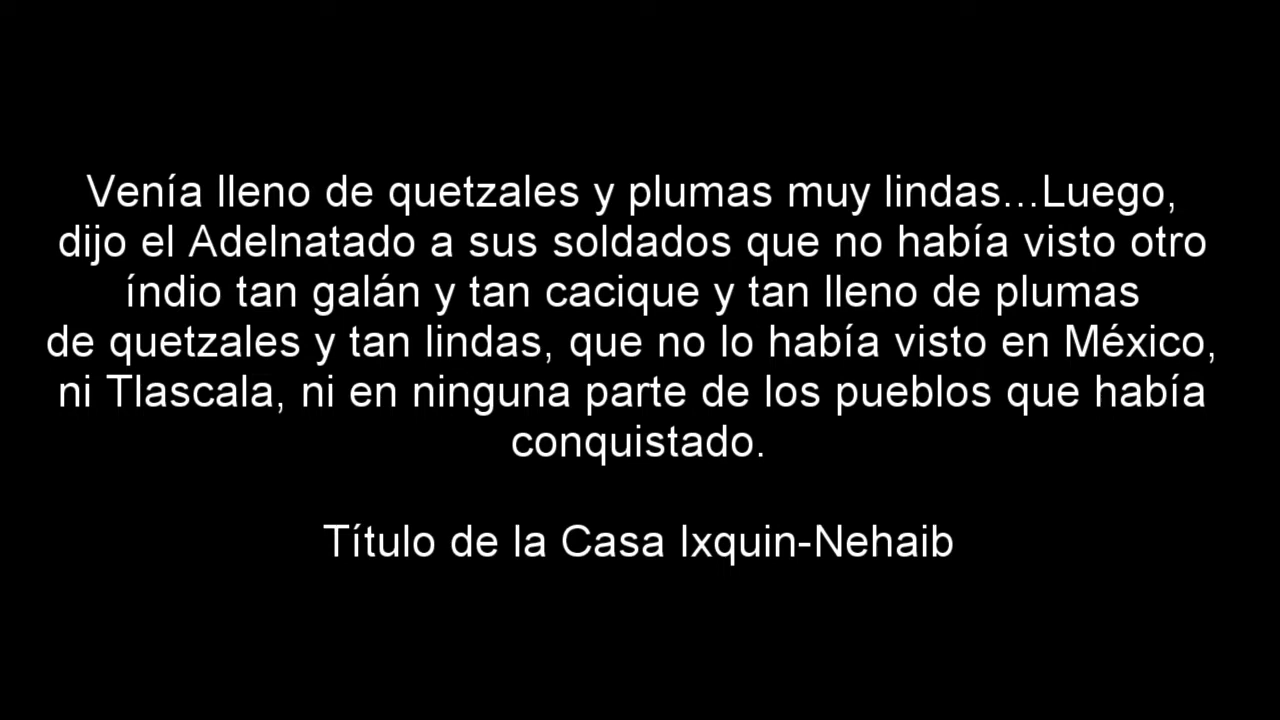 Venía lleno de quetzales y plumas muy lindas...Luego,
dijo el Adelnatado a sus soldados que no había visto otro
índio tan galán y tan cacique y tan lleno de plumas
de quetzales y tan lindas, que no lo había visto en México,
ni Tlascala, ni en ninguna parte de los pueblos que había
conquistado.
Título de la Casa Ixquin-Nehaib